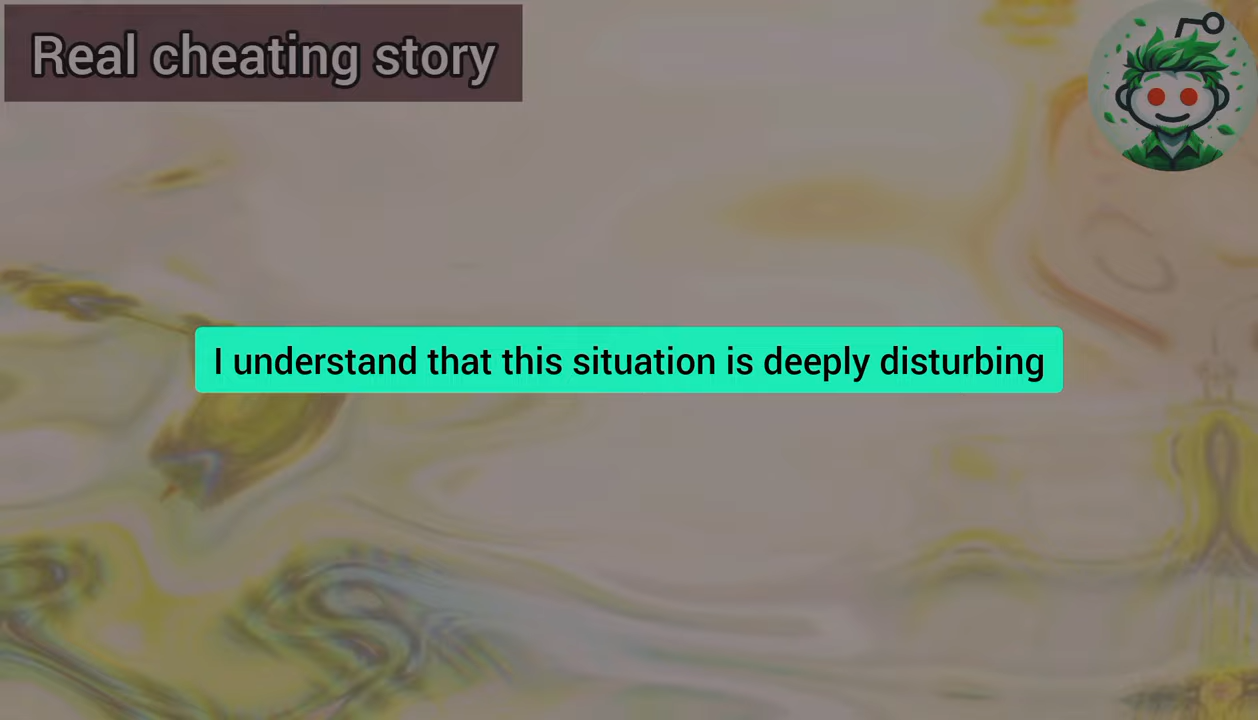 Real cheating story
I understand that this situation is deeply disturbing